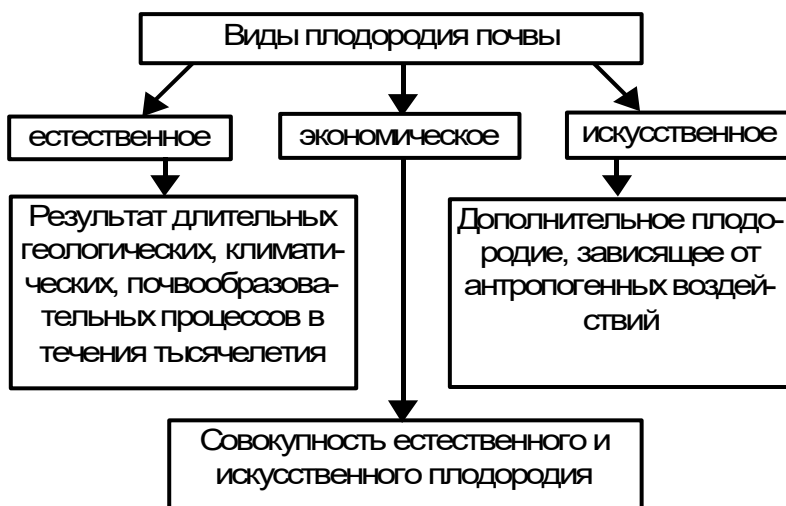 Виды плодородия почвы
естественное
экономическое
искусственное
Результат длительных
геологических, климати-
ческих, почвообразова-
тельных процессов в
течения тысячелетия
Дополнительное плодо-
родие, зависящее от
антропогенных воздей-
ствий
Совокупность естественного и
искусственного плодородия